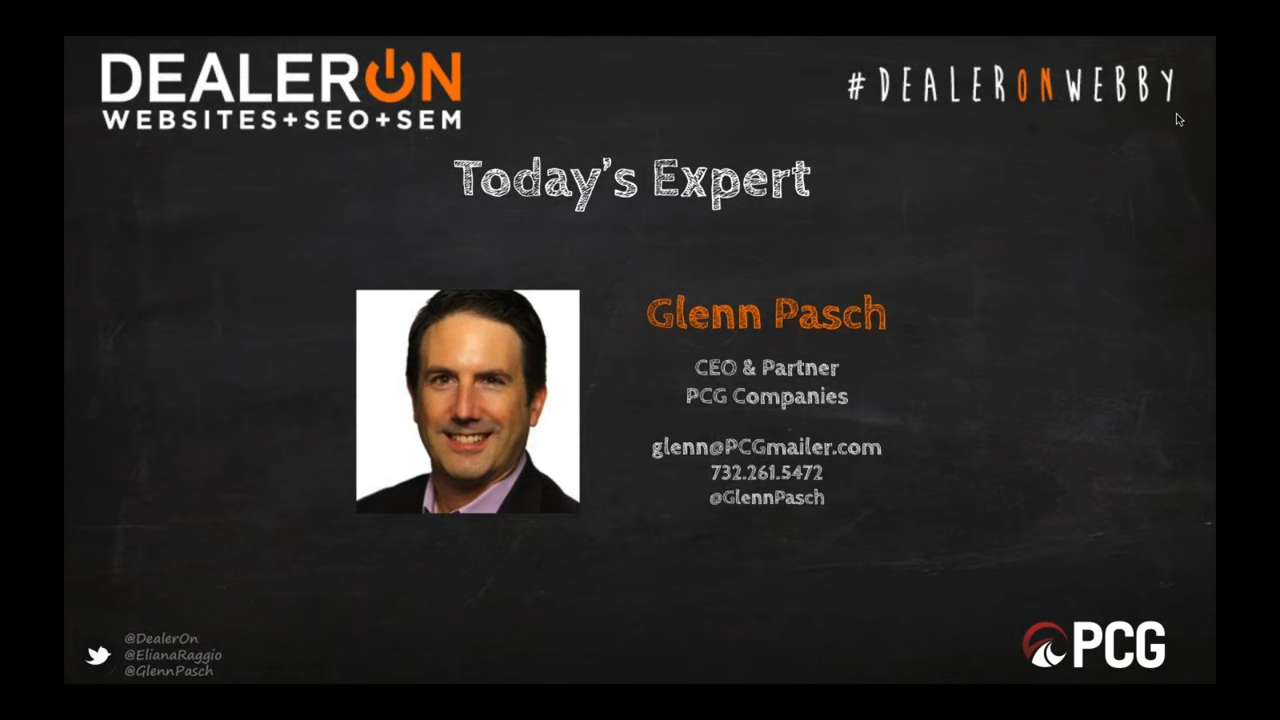 DEALERON
WEBSITES+SEO+SEM
#DEALERONWEBBY
Today's Expert
Glenn Pasch
CEO & Partner
PCG Companies
glenn@PCGmailer.com
732.261.5472
@GlennPasch
@DealerOn
@ElianaRaggio
@GlennPasch
PCG